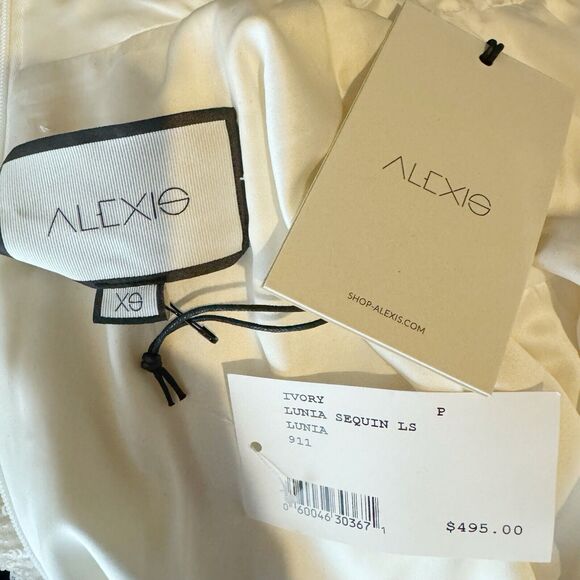 ALEXIS
XS
ALEXIS
SHOP-ALEXIS.COM
IVORY P
LUNIA SEQUIN LS
LUNIA
911
0 60046 30367 1
$495.00